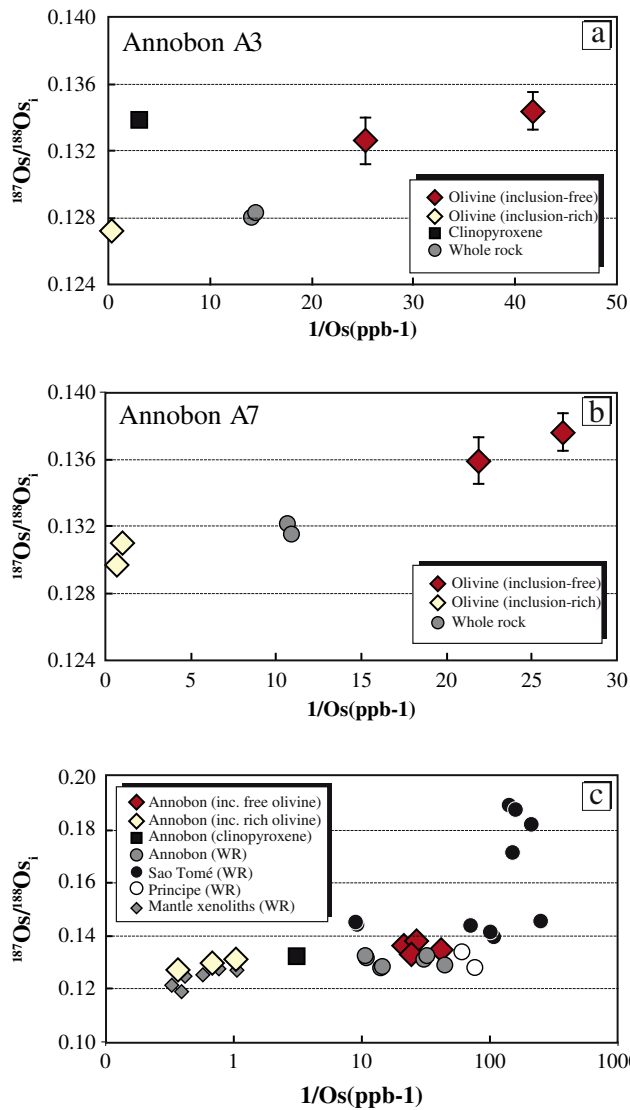 Annobon A3
a
0.140
0.136
0.132
0.128
0.124
187Os/188Osi
Olivine (inclusion-free)
Olivine (inclusion-rich)
Clinopyroxene
Whole rock
0 10 20 30 40 50
1/Os(ppb-1)
Annobon A7
b
0.140
0.136
0.132
0.128
0.124
187Os/188Osi
Olivine (inclusion-free)
Olivine (inclusion-rich)
Whole rock
0 5 10 15 20 25 30
1/Os(ppb-1)
c
0.20
0.18
0.16
0.14
0.12
0.10
187Os/188Osi
Annobon (inc. free olivine)
Annobon (inc. rich olivine)
Annobon (clinopyroxene)
Annobon (WR)
Sao Tomé (WR)
Principe (WR)
Mantle xenoliths (WR)
0 1 10 100 1000
1/Os(ppb-1)